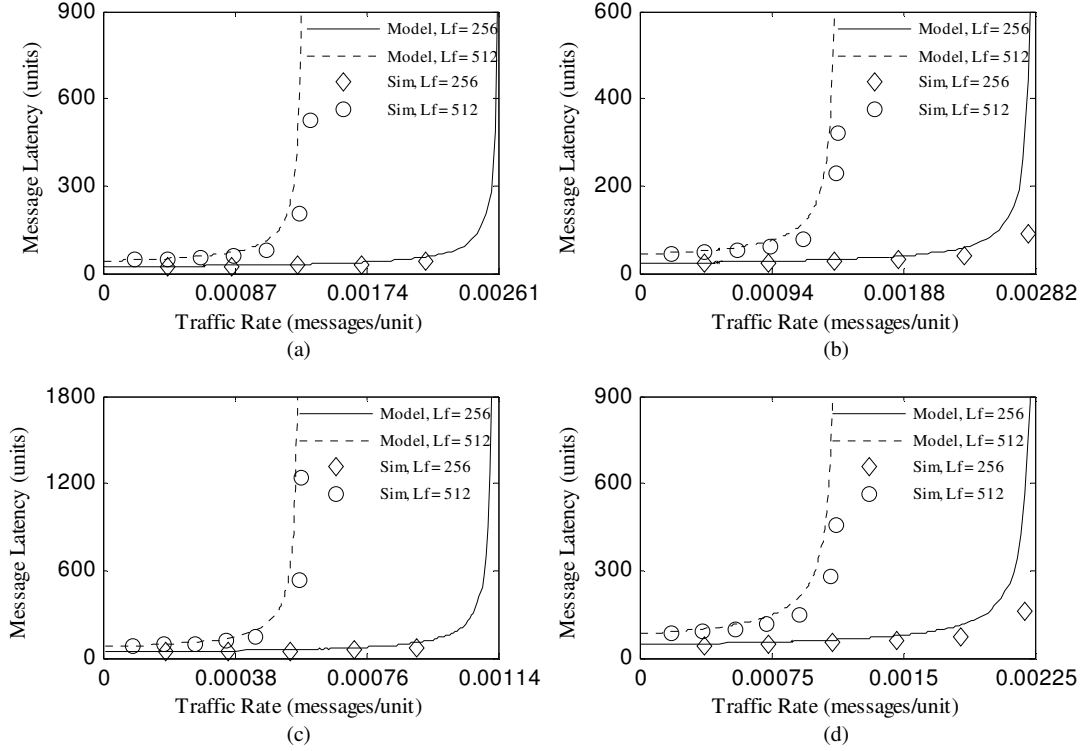 900
600
300
0
Message Latency (units)
Model, Lf= 256
Model, Lf= 512
Sim, Lf= 256
Sim, Lf= 512
0 0.00087 0.00174 0.00261
Traffic Rate (messages/unit)
(a)
600
400
200
0
Message Latency (units)
Model, Lf= 256
Model, Lf= 512
Sim, Lf= 256
Sim, Lf= 512
0 0.00094 0.00188 0.00282
Traffic Rate (messages/unit)
(b)
1800
1200
600
0
Message Latency (units)
Model, Lf= 256
Model, Lf= 512
Sim, Lf= 256
Sim, Lf= 512
0 0.00038 0.00076 0.00114
Traffic Rate (messages/unit)
(c)
900
600
300
0
Message Latency (units)
Model, Lf= 256
Model, Lf= 512
Sim, Lf= 256
Sim, Lf= 512
0 0.00075 0.0015 0.00225
Traffic Rate (messages/unit)
(d)